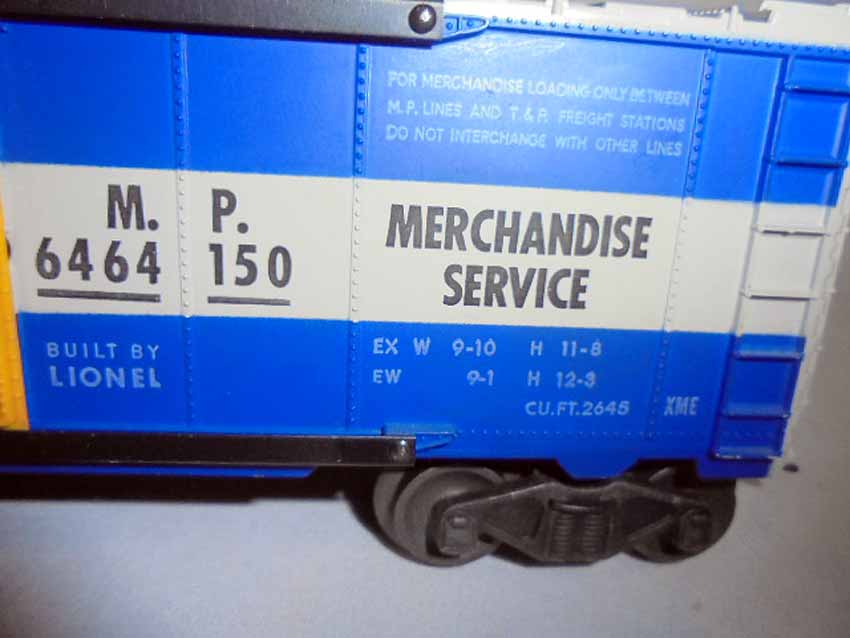 FOR MERCHANDISE LOADING ONLY BETWEEN
M.P. LINES AND T.& P. FREIGHT STATIONS
DO NOT INTERCHANGE WITH OTHER LINES
M. P.
6464 150
MERCHANDISE
SERVICE
BUILT BY
LIONEL
EX W 9-10 H 11-8
EW 9-1 H 12-3
CU.FT.2645 XME